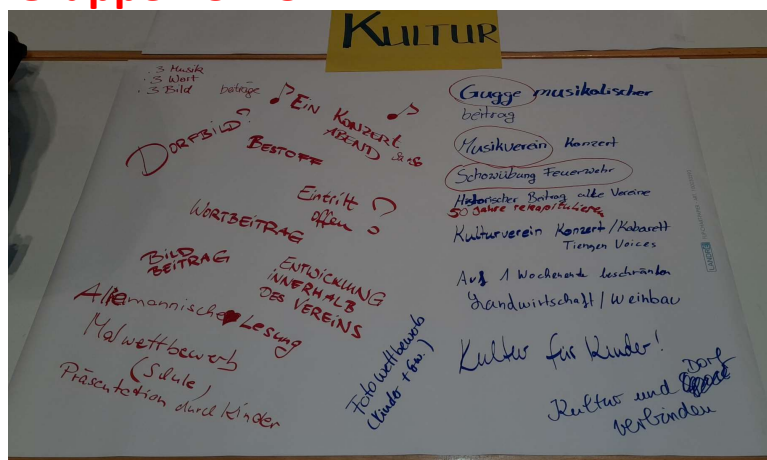 KULTUR
. 3 Musik
. 3 Wort
. 3 Bild beträge
EIN KONZERT
ABEND
DORFBILD?
BESTOFF
Eintritt
offen ?
WORTBEITRAG
BILD
BEITRAG
ENTWICKLUNG
INNERHALB
DES VEREINS
Allemannische Lesung
Malwettbewerb
(Schule)
Präsentation durch Kinder
Fotowettbewerb
(Kinder + Erw.)
Gugge musikalischer
beitrag
Musikverein Konzert
Schauübung Feuerwehr
Historischer Beitrag alle Vereine
50 Jahre rekapitulieren
Kulturverein Konzert/Kabarett
Tiengen Voices
Auf 1 Wochenende beschränken
Landwirtschaft / Weinbau
Kultur für Kinder!
Kultur und Dorf
verbinden